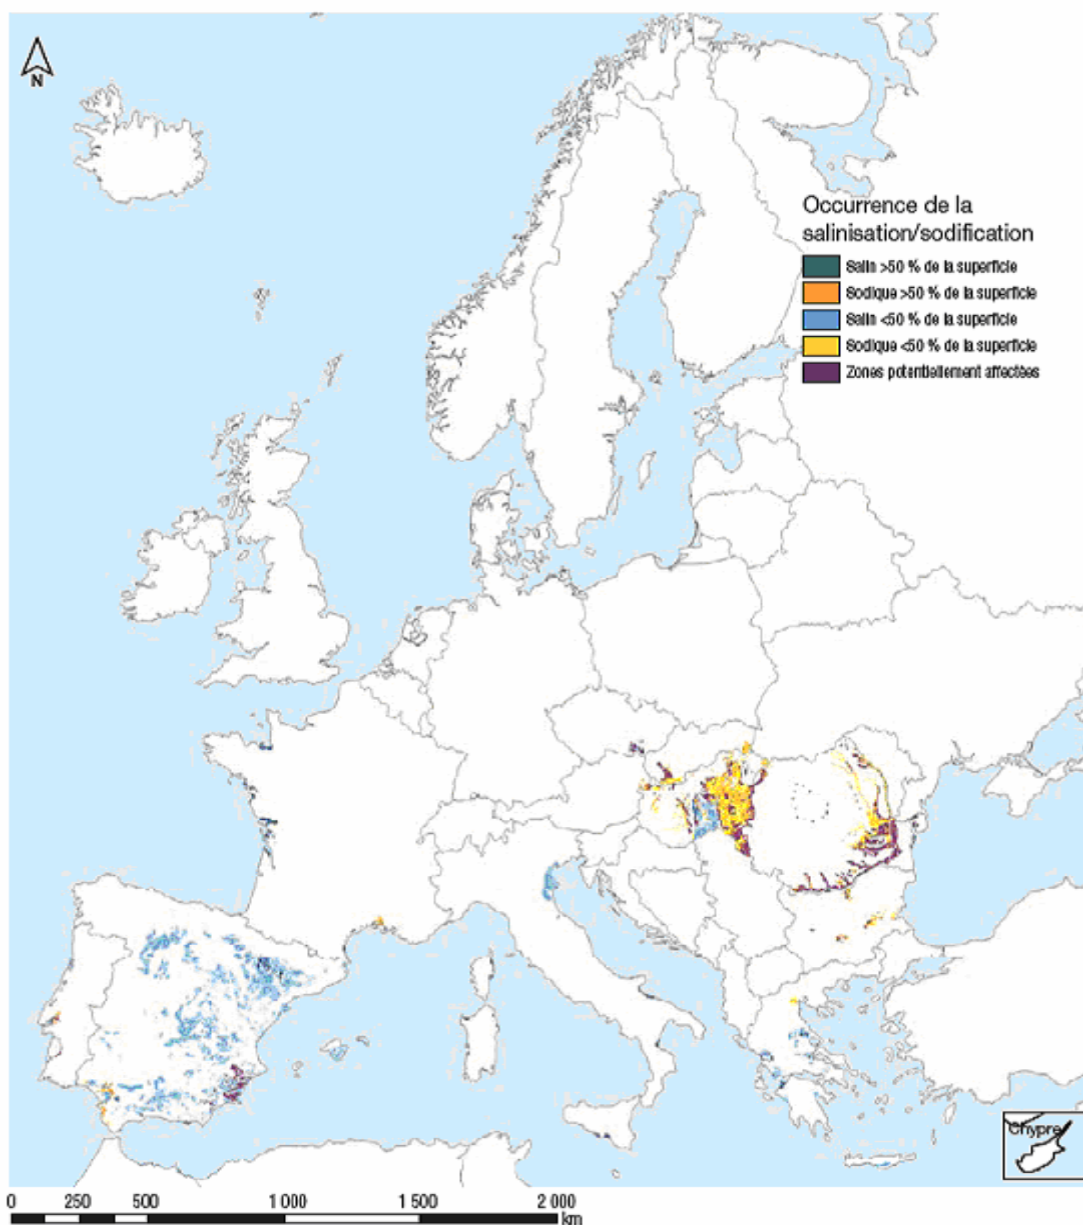 N
Occurrence de la
salinisation/sodification
Salin >50 % de la superficie
Sodique >50 % de la superficie
Salin <50 % de la superficie
Sodique <50 % de la superficie
Zones potentiellement affectées
Chypre
0 250 500 1 000 1 500 2 000
km